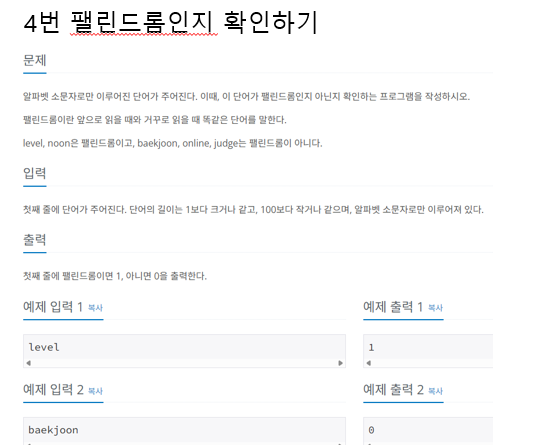 4번 팰린드롬인지 확인하기
문제
알파벳 소문자로만 이루어진 단어가 주어진다. 이때, 이 단어가 팰린드롬인지 아닌지 확인하는 프로그램을 작성하시오.
팰린드롬이란 앞으로 읽을 때와 거꾸로 읽을 때 똑같은 단어를 말한다.
level, noon은 팰린드롬이고, baekjoon, online, judge는 팰린드롬이 아니다.
입력
첫째 줄에 단어가 주어진다. 단어의 길이는 1보다 크거나 같고, 100보다 작거나 같으며, 알파벳 소문자로만 이루어져 있다.
출력
첫째 줄에 팰린드롬이면 1, 아니면 0을 출력한다.
예제 입력 1 복사
level
예제 출력 1 복사
1
예제 입력 2 복사
baekjoon
예제 출력 2 복사
0